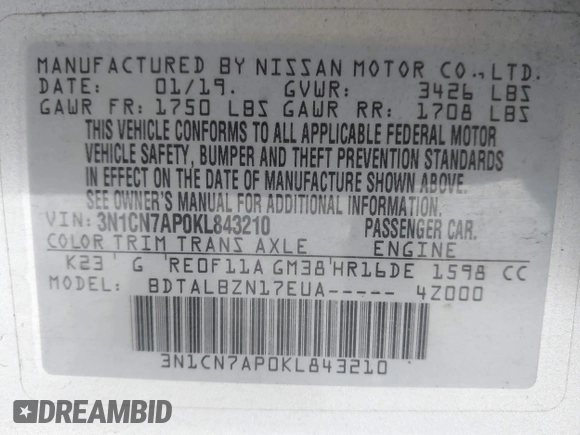 MANUFACTURED BY NISSAN MOTOR CO.,LTD.
DATE: 01/19. GVWR: 3426 LBS
GAWR FR: 1750 LBS GAWR RR: 1708 LBS
THIS VEHICLE CONFORMS TO ALL APPLICABLE FEDERAL MOTOR
VEHICLE SAFETY, BUMPER AND THEFT PREVENTION STANDARDS
IN EFFECT ON THE DATE OF MANUFACTURE SHOWN ABOVE.
SEE OWNER'S MANUAL FOR ADDITIONAL INFORMATION.
VIN: 3N1CN7AP0KL843210 PASSENGER CAR.
COLOR TRIM TRANS AXLE ENGINE
K23 G RE0F11A GM38 HR16DE 1598 CC
MODEL: BDTALBZN17EUA----- 4Z000
3N1CN7AP0KL843210
DREAMBID